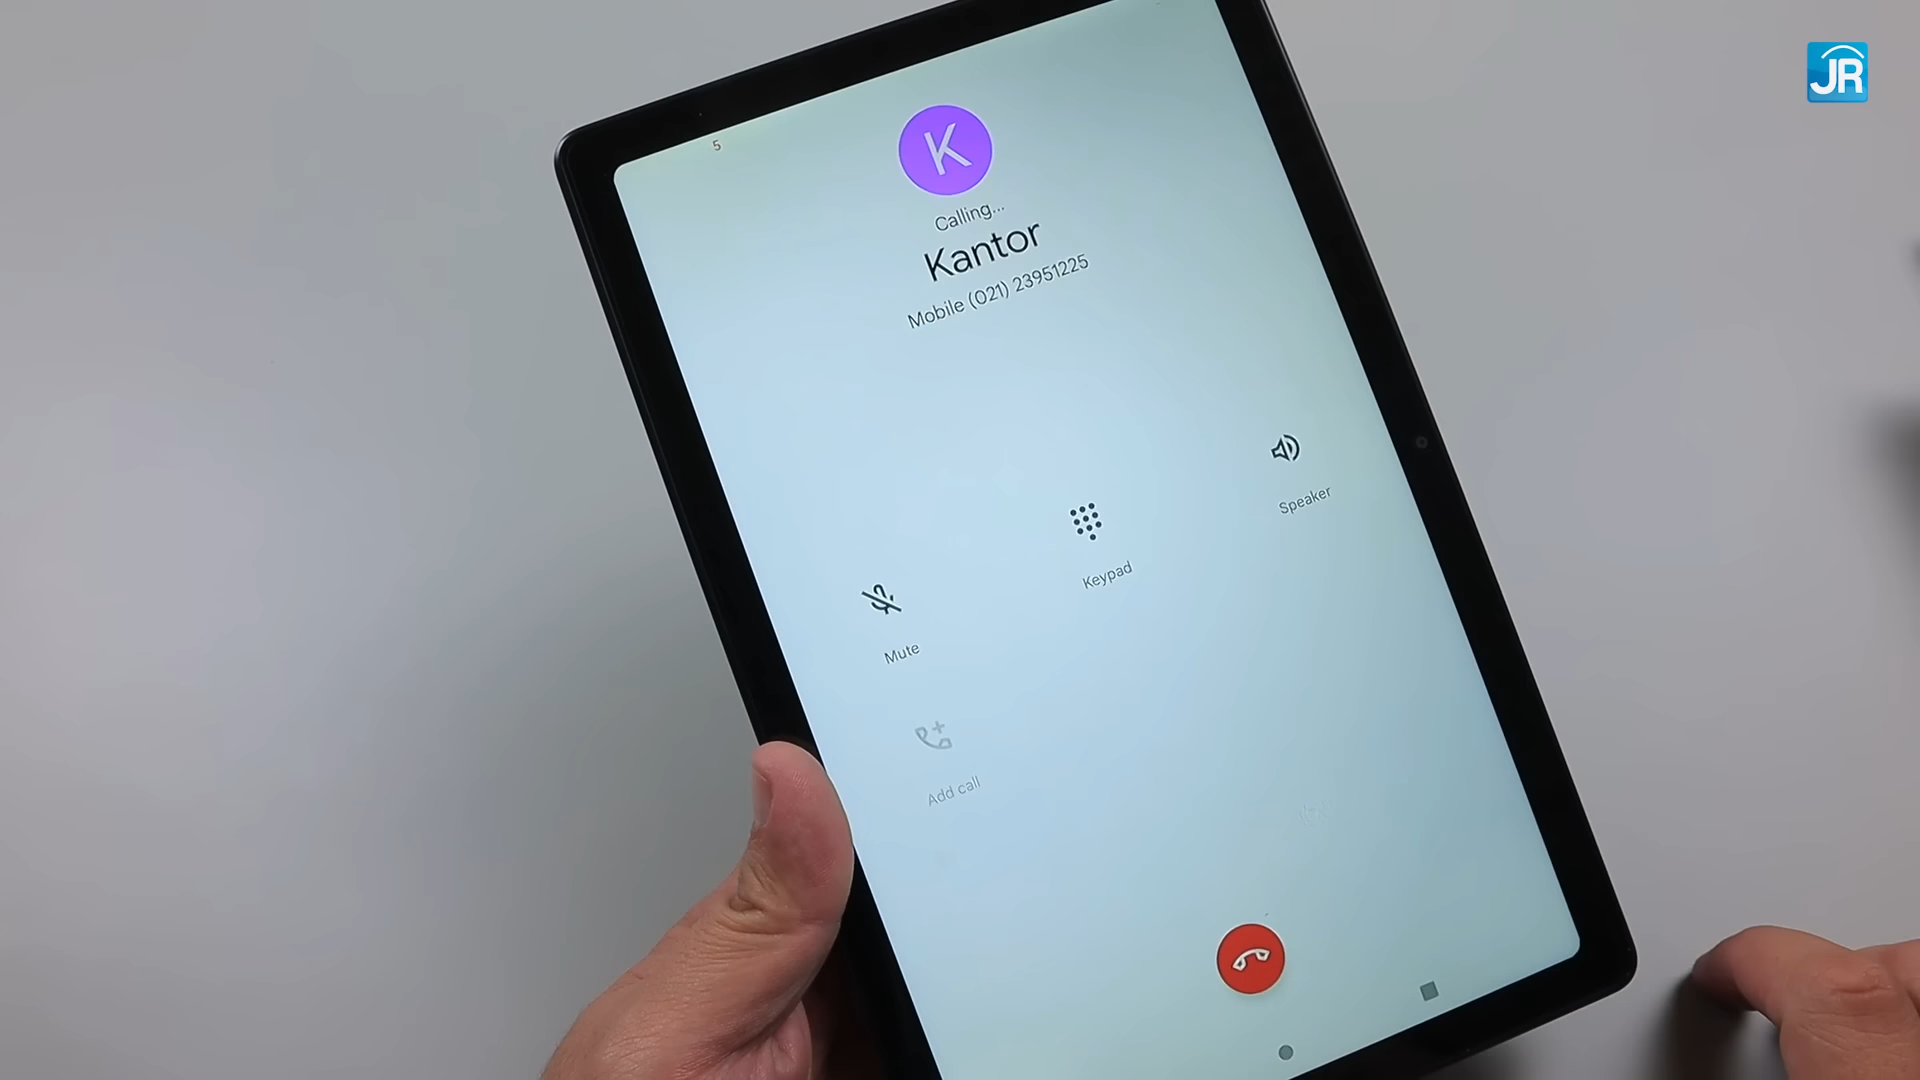 JR
5
K
Calling...
Kantor
Mobile (021) 23951225
Speaker
Keypad
Mute
Add call